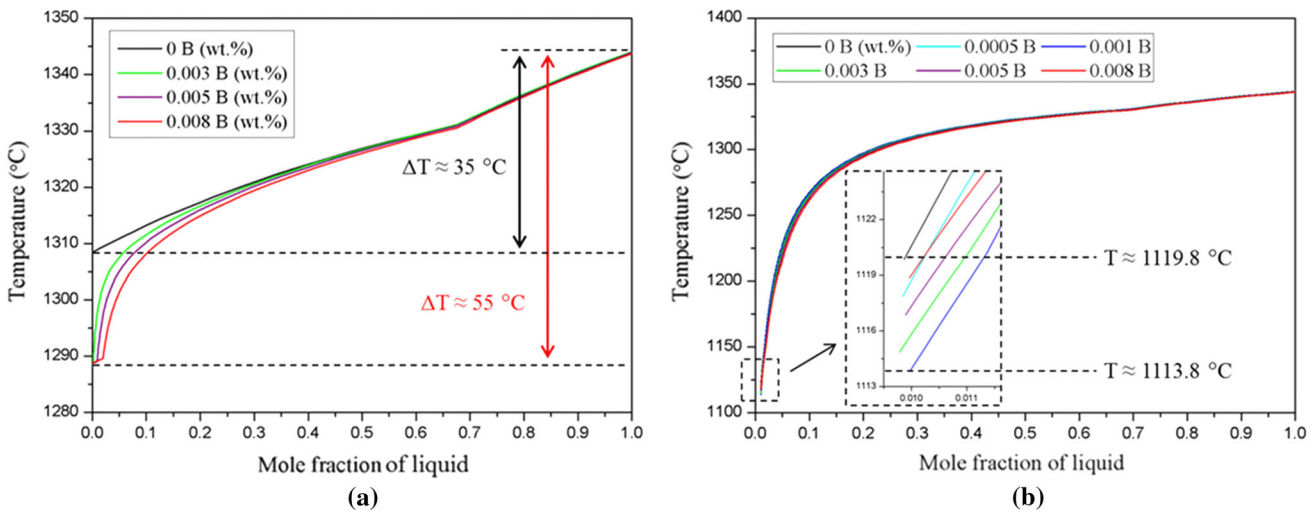 1350
1340
1330
1320
1310
1300
1290
1280
Temperature (°C)
0 B (wt.%)
0.003 B (wt.%)
0.005 B (wt.%)
0.008 B (wt.%)
ΔT ≈ 35 °C
ΔT ≈ 55 °C
0.0 0.1 0.2 0.3 0.4 0.5 0.6 0.7 0.8 0.9 1.0
Mole fraction of liquid
(a)
1400
1350
1300
1250
1200
1150
1100
Temperature (°C)
0 B (wt.%) 0.0005 B 0.001 B
0.003 B 0.005 B 0.008 B
1122
1119
1116
1113
0.010 0.011
T ≈ 1119.8 °C
T ≈ 1113.8 °C
0.0 0.1 0.2 0.3 0.4 0.5 0.6 0.7 0.8 0.9 1.0
Mole fraction of liquid
(b)